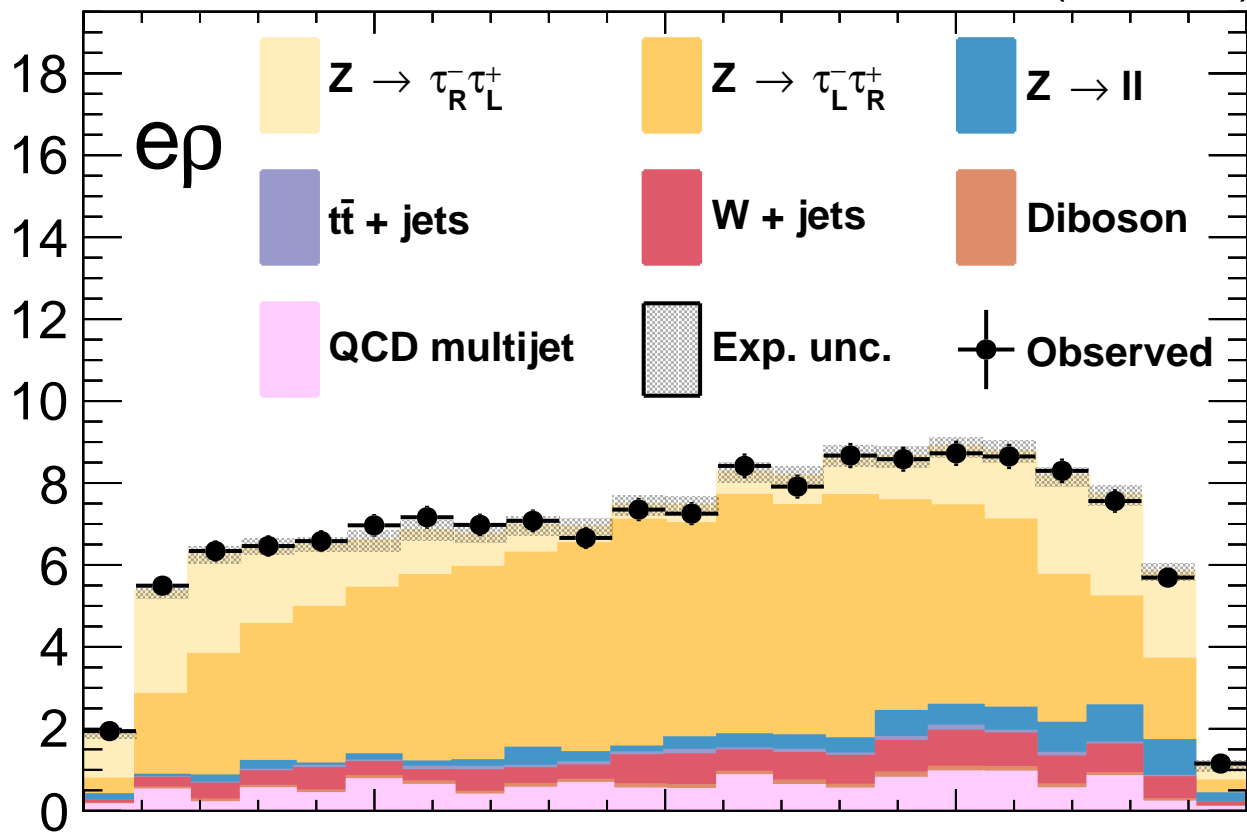 18
Z → τ⁻_R τ⁺_L
Z → τ⁻_L τ⁺_R
Z → ll
16
eρ
14
tt̄ + jets
W + jets
Diboson
12
QCD multijet
Exp. unc.
Observed
10
8
6
4
2
0